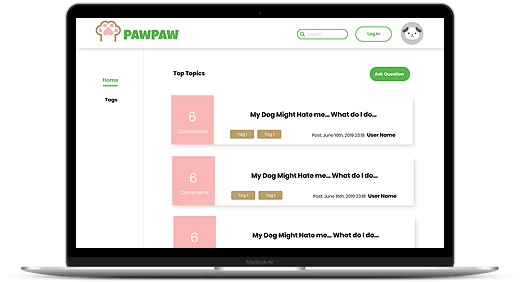 PAWPAW
Search
Log In
Home
Tags
Top Topics
Ask Question
6
Comments
My Dog Might Hate me... What do I do...
Tag 1 Tag 1
Post June 16th, 2019 23:18 User Name
6
Comments
My Dog Might Hate me... What do I do...
Tag 1 Tag 1
Post June 16th, 2019 23:18 User Name
6
My Dog Might Hate me... What do I do...
MacBook Air